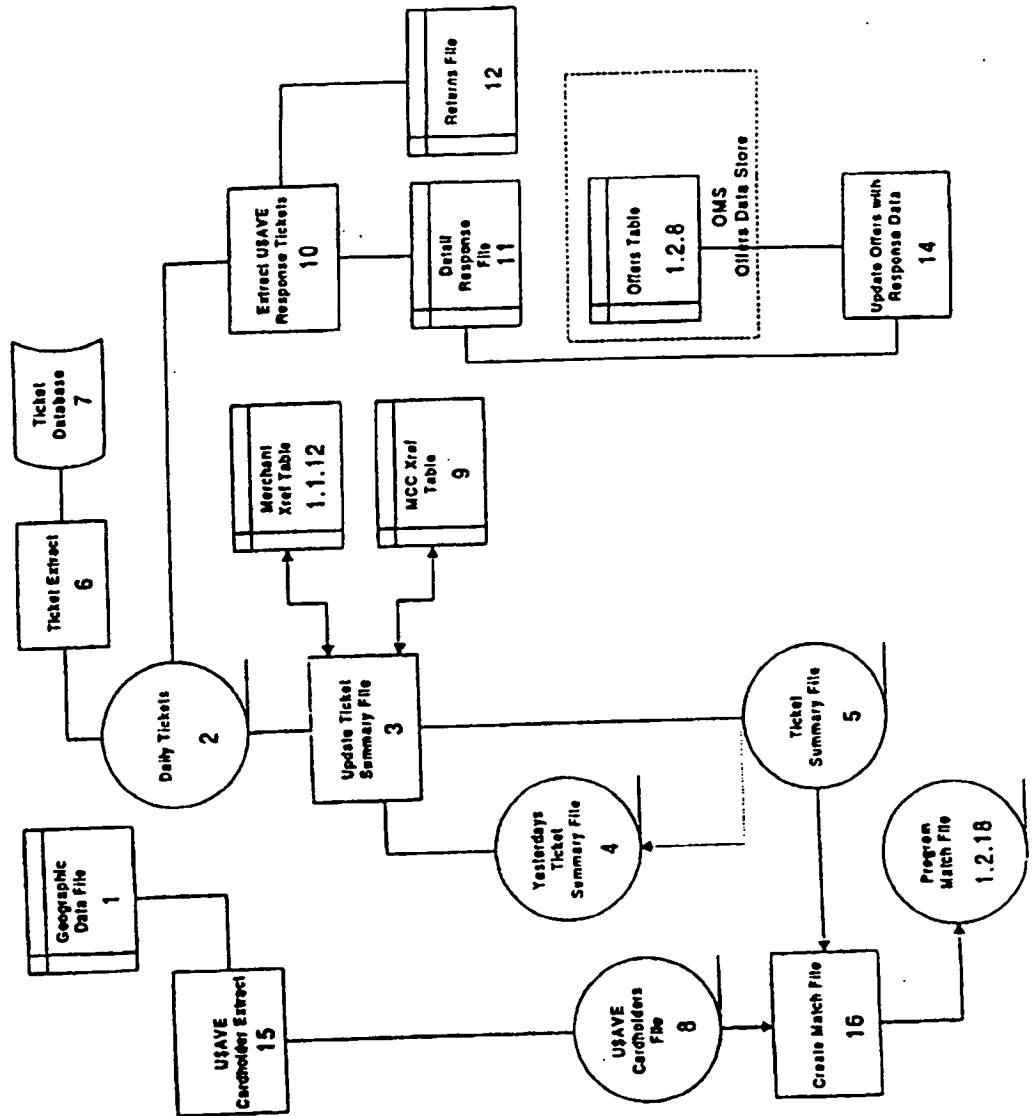 Ticket
Database
7
Ticket Extract
6
Daily Tickets
2
Geographic
Data File
1
U$AVE
Cardholder Extract
15
Update Ticket
Summary File
3
Merchant
Xref Table
1.1.12
MCC Xref
Table
9
Extract U$AVE
Response Tickets
10
Returns File
12
Detail
Response
File
11
Offers Table
1.2.8
OMS
Offers Data Store
Update Offers with
Response Data
14
Yesterdays
Ticket
Summary File
4
Ticket
Summary File
5
U$AVE
Cardholders
File
8
Create Match File
16
Program
Match File
1.2.18